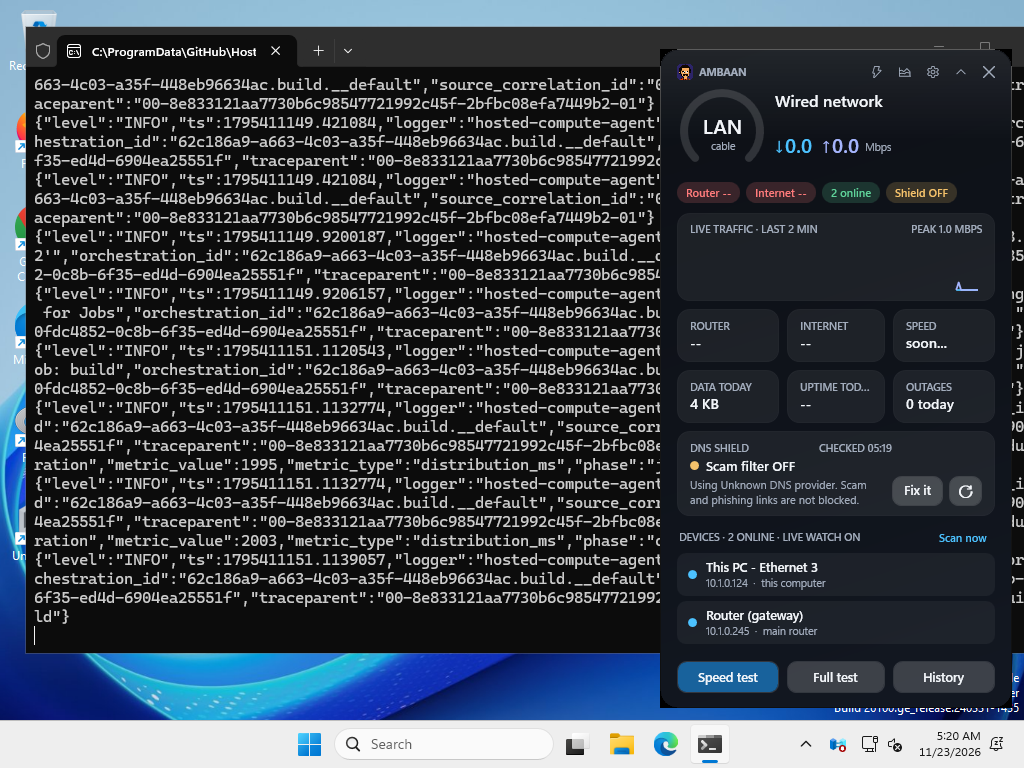 C:\ProgramData\GitHub\Host
663-4c03-a35f-448eb96634ac.build.__default","source_correlation_id":"
aceparent":"00-8e833121aa7730b6c98547721992c45f-2bfbc08efa7449b2-01"}
{"level":"INFO","ts":1795411149.421084,"logger":"hosted-compute-agent"
hestration_id":"62c186a9-a663-4c03-a35f-448eb96634ac.build.__default",
f35-ed4d-6904ea25551f","traceparent":"00-8e833121aa7730b6c98547721992c
{"level":"INFO","ts":1795411149.421084,"logger":"hosted-compute-agent"
663-4c03-a35f-448eb96634ac.build.__default","source_correlation_id":"
aceparent":"00-8e833121aa7730b6c98547721992c45f-2bfbc08efa7449b2-01"}
{"level":"INFO","ts":1795411149.9200187,"logger":"hosted-compute-agent
2'","orchestration_id":"62c186a9-a663-4c03-a35f-448eb96634ac.build.__
2-0c8b-6f35-ed4d-6904ea25551f","traceparent":"00-8e833121aa7730b6c985
{"level":"INFO","ts":1795411149.9206157,"logger":"hosted-compute-agent
for Jobs","orchestration_id":"62c186a9-a663-4c03-a35f-448eb96634ac.bu
0fdc4852-0c8b-6f35-ed4d-6904ea25551f","traceparent":"00-8e833121aa773
{"level":"INFO","ts":1795411151.1120543,"logger":"hosted-compute-agent
ob: build","orchestration_id":"62c186a9-a663-4c03-a35f-448eb96634ac.b
0fdc4852-0c8b-6f35-ed4d-6904ea25551f","traceparent":"00-8e833121aa773
{"level":"INFO","ts":1795411151.1132774,"logger":"hosted-compute-agent
d":"62c186a9-a663-4c03-a35f-448eb96634ac.build.__default","source_corr
4ea25551f","traceparent":"00-8e833121aa7730b6c98547721992c45f-2bfbc08e
ration","metric_value":1995,"metric_type":"distribution_ms","phase":"
{"level":"INFO","ts":1795411151.1132774,"logger":"hosted-compute-agent
d":"62c186a9-a663-4c03-a35f-448eb96634ac.build.__default","source_corr
4ea25551f","traceparent":"00-8e833121aa7730b6c98547721992c45f-2bfbc08e
ration","metric_value":2003,"metric_type":"distribution_ms","phase":"
{"level":"INFO","ts":1795411151.1139057,"logger":"hosted-compute-agent
chestration_id":"62c186a9-a663-4c03-a35f-448eb96634ac.build.__default"
6f35-ed4d-6904ea25551f","traceparent":"00-8e833121aa7730b6c9854772199
ld"}
AMBAAN
Wired network
LAN
cable
↓0.0 ↑0.0 Mbps
Router -- Internet -- 2 online Shield OFF
LIVE TRAFFIC · LAST 2 MIN PEAK 1.0 MBPS
ROUTER INTERNET SPEED
-- -- soon...
DATA TODAY UPTIME TOD... OUTAGES
4 KB -- 0 today
DNS SHIELD CHECKED 05:19
Scam filter OFF
Using Unknown DNS provider. Scam
and phishing links are not blocked.
Fix it
DEVICES · 2 ONLINE · LIVE WATCH ON Scan now
This PC - Ethernet 3
10.1.0.124 · this computer
Router (gateway)
10.1.0.245 · main router
Speed test Full test History
Search
5:20 AM
11/23/2026